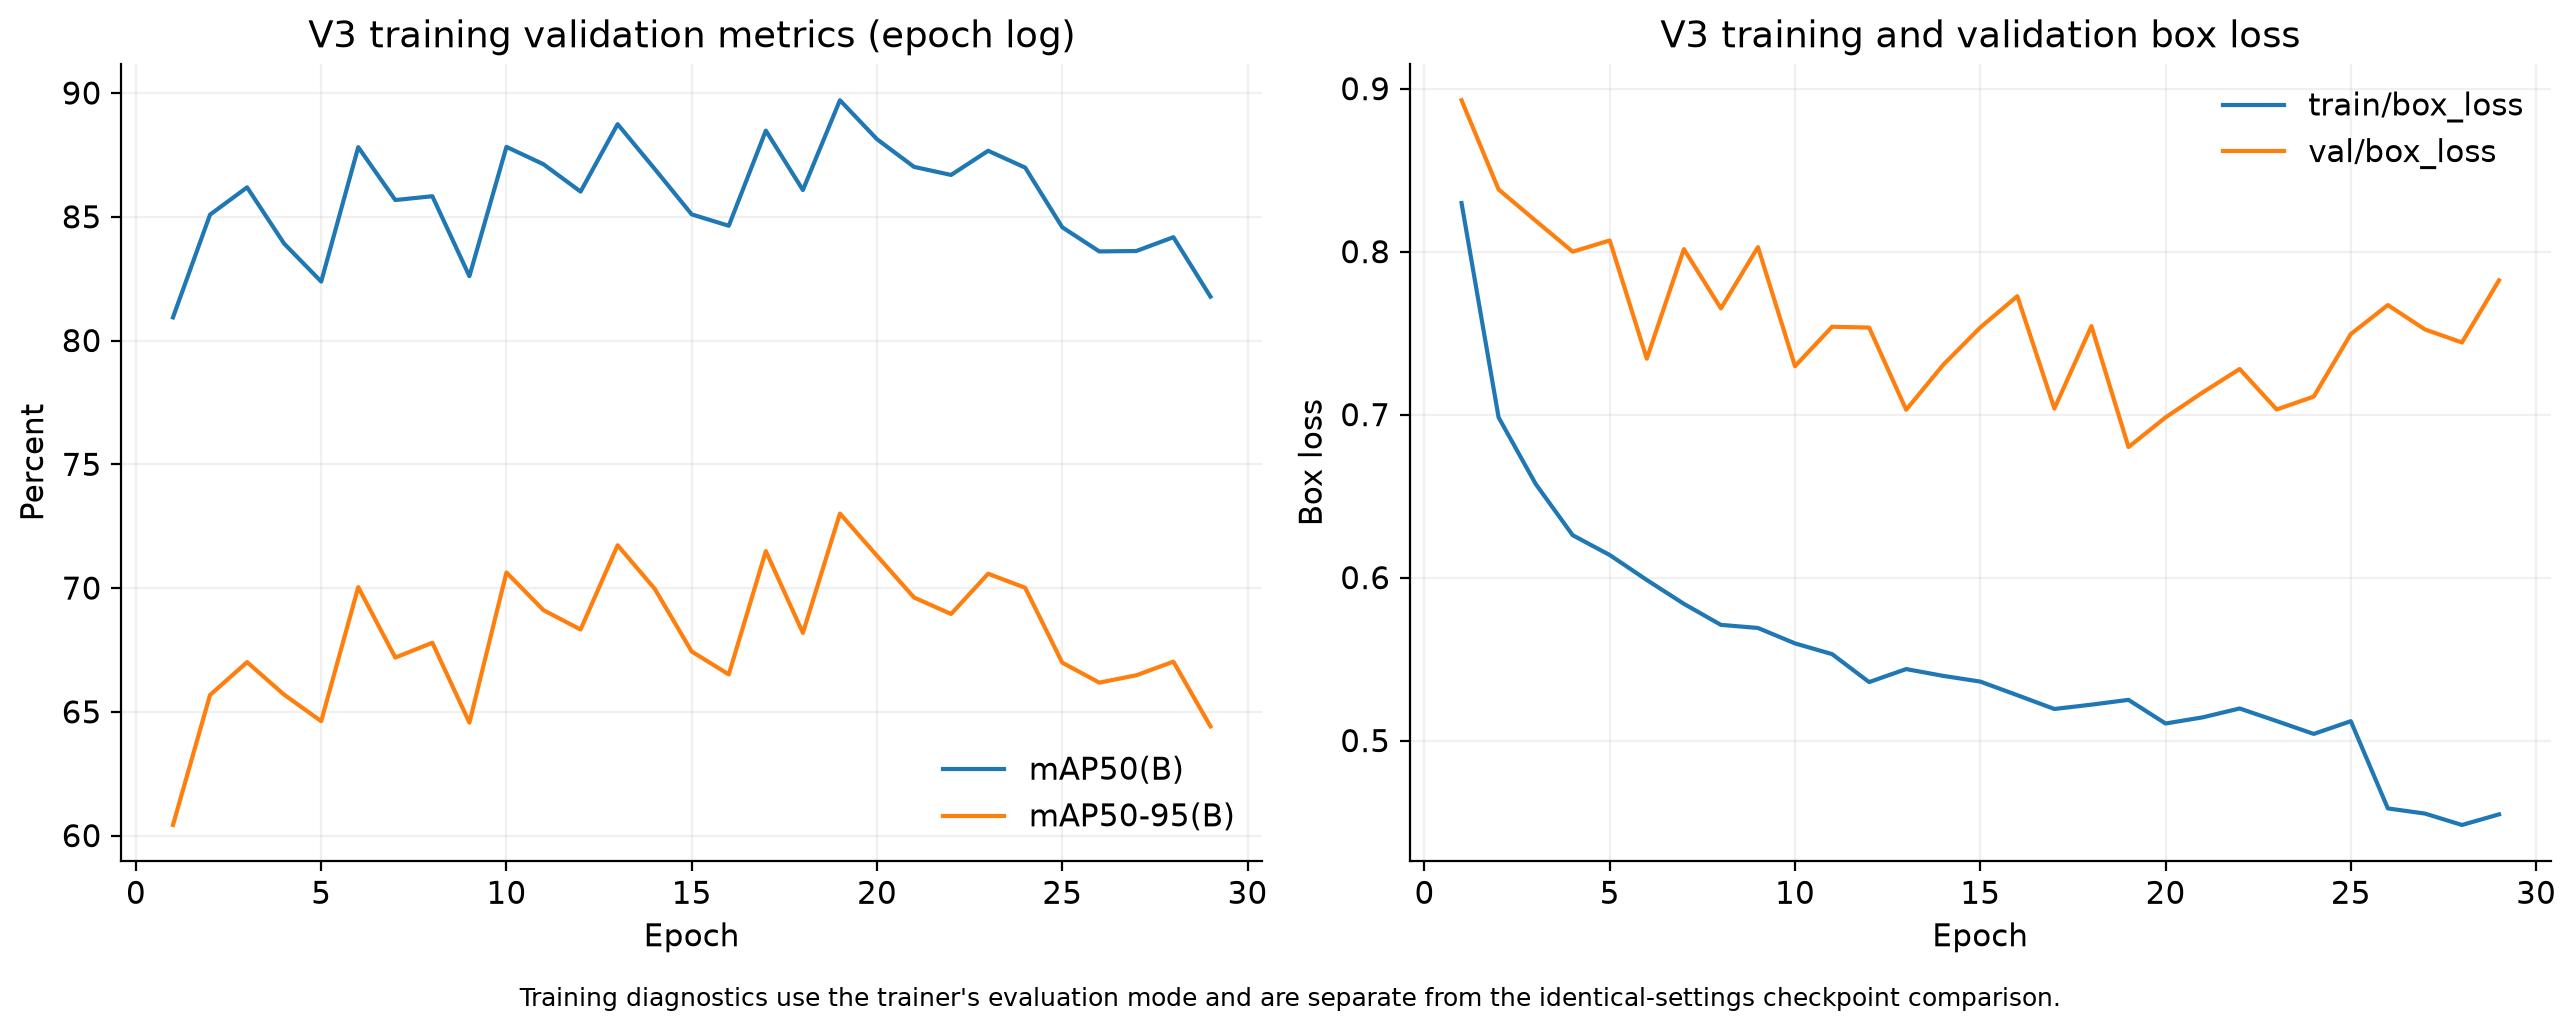 V3 training validation metrics (epoch log)
90
85
80
75
70
65
60
Percent
mAP50(B)
mAP50-95(B)
0 5 10 15 20 25 30
Epoch
V3 training and validation box loss
0.9
0.8
0.7
0.6
0.5
Box loss
train/box_loss
val/box_loss
0 5 10 15 20 25 30
Epoch
Training diagnostics use the trainer's evaluation mode and are separate from the identical-settings checkpoint comparison.